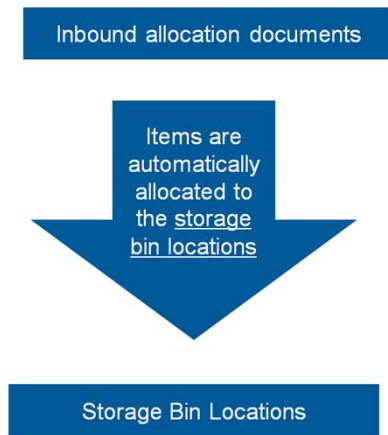 Inbound allocation documents
Items are
automatically
allocated to
the storage
bin locations
Storage Bin Locations